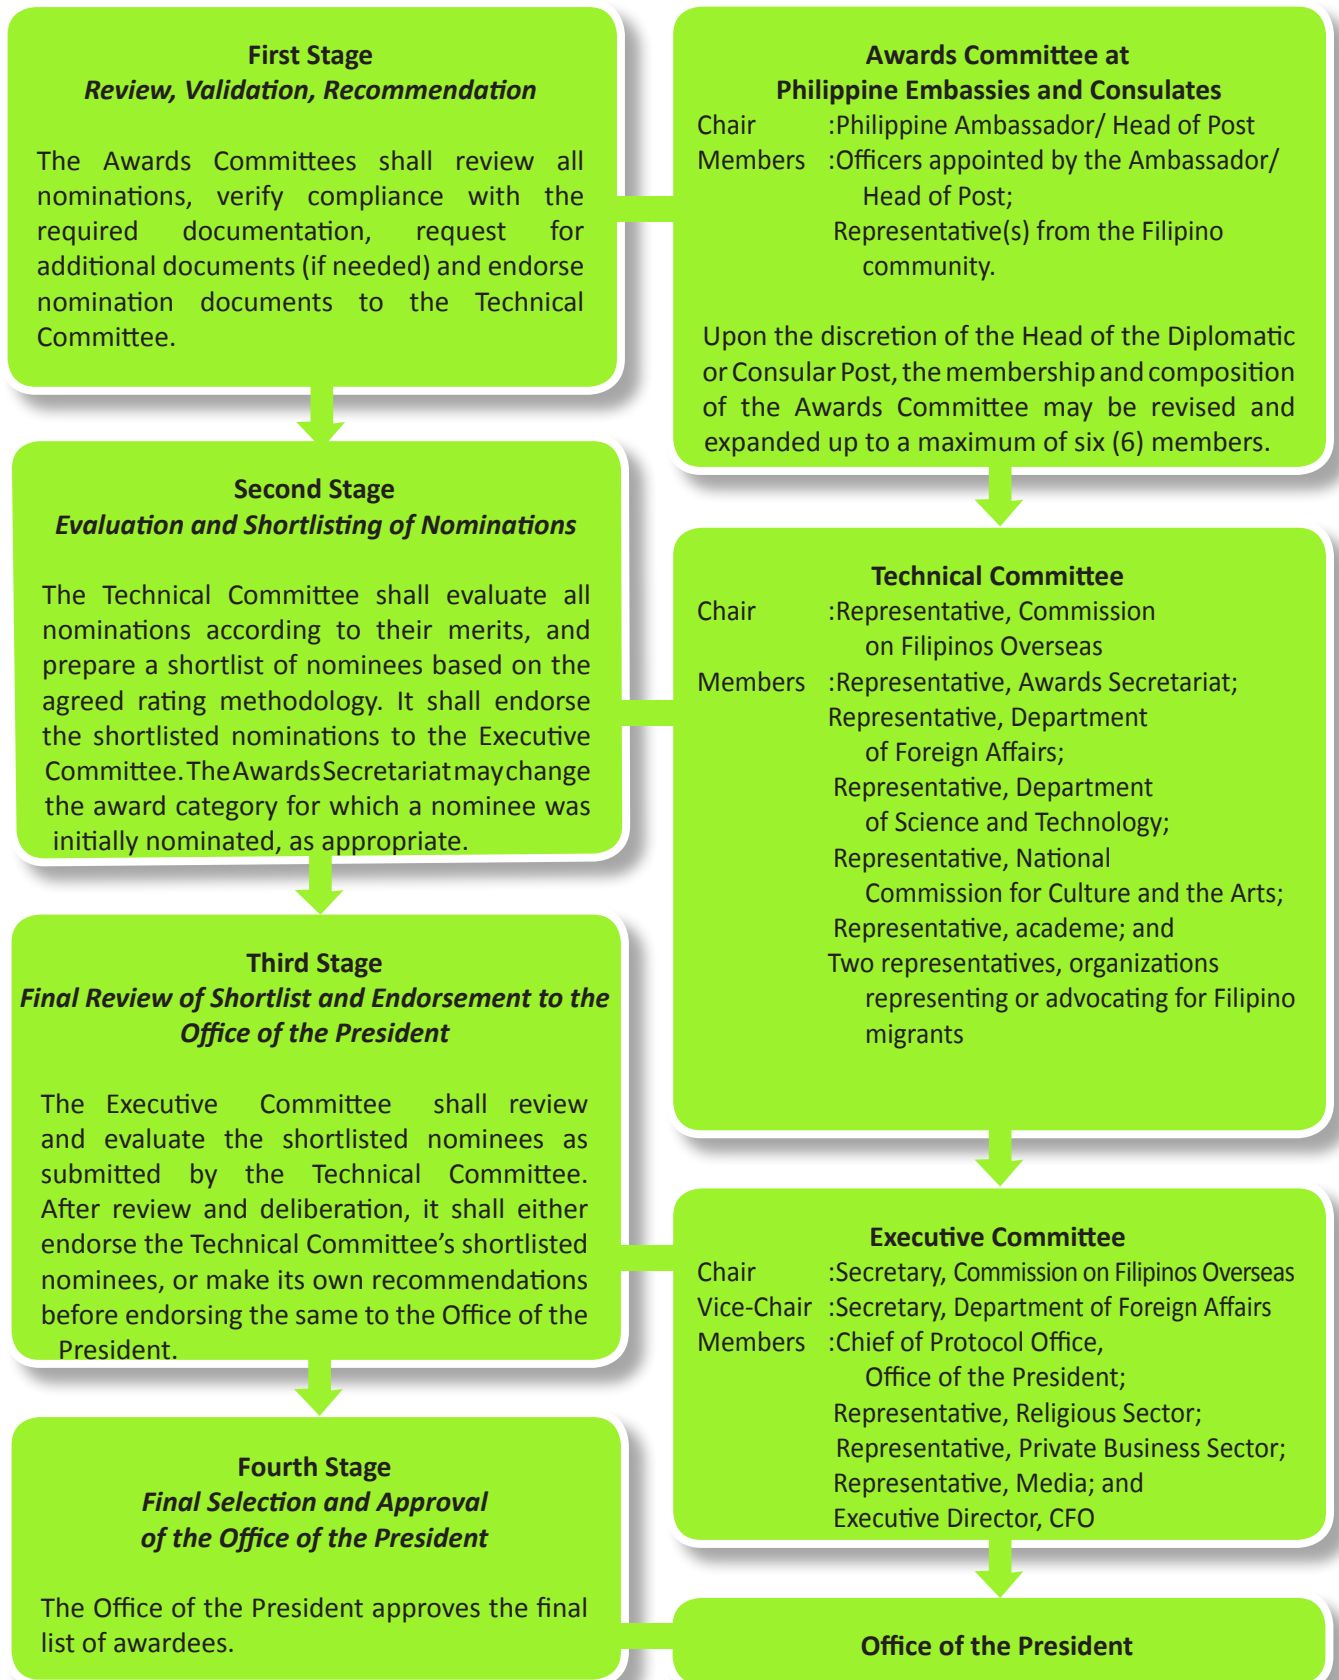 First Stage
Review, Validation, Recommendation
The Awards Committees shall review all
nominations, verify compliance with the
required documentation, request for
additional documents (if needed) and endorse
nomination documents to the Technical
Committee.
Awards Committee at
Philippine Embassies and Consulates
Chair :Philippine Ambassador/ Head of Post
Members :Officers appointed by the Ambassador/
Head of Post;
Representative(s) from the Filipino
community.
Upon the discretion of the Head of the Diplomatic
or Consular Post, the membership and composition
of the Awards Committee may be revised and
expanded up to a maximum of six (6) members.
Second Stage
Evaluation and Shortlisting of Nominations
The Technical Committee shall evaluate all
nominations according to their merits, and
prepare a shortlist of nominees based on the
agreed rating methodology. It shall endorse
the shortlisted nominations to the Executive
Committee. The Awards Secretariat may change
the award category for which a nominee was
initially nominated, as appropriate.
Technical Committee
Chair :Representative, Commission
on Filipinos Overseas
Members :Representative, Awards Secretariat;
Representative, Department
of Foreign Affairs;
Representative, Department
of Science and Technology;
Representative, National
Commission for Culture and the Arts;
Representative, academe; and
Two representatives, organizations
representing or advocating for Filipino
migrants
Third Stage
Final Review of Shortlist and Endorsement to the
Office of the President
The Executive Committee shall review
and evaluate the shortlisted nominees as
submitted by the Technical Committee.
After review and deliberation, it shall either
endorse the Technical Committee’s shortlisted
nominees, or make its own recommendations
before endorsing the same to the Office of the
President.
Executive Committee
Chair :Secretary, Commission on Filipinos Overseas
Vice-Chair :Secretary, Department of Foreign Affairs
Members :Chief of Protocol Office,
Office of the President;
Representative, Religious Sector;
Representative, Private Business Sector;
Representative, Media; and
Executive Director, CFO
Fourth Stage
Final Selection and Approval
of the Office of the President
The Office of the President approves the final
list of awardees.
Office of the President